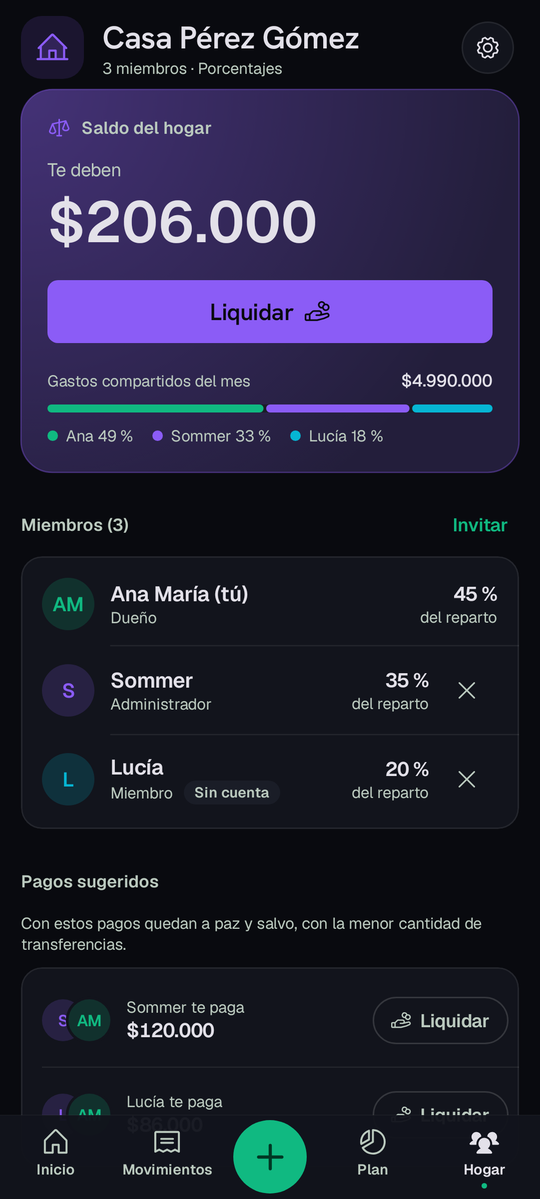 Casa Pérez Gómez
3 miembros · Porcentajes
Saldo del hogar
Te deben
$206.000
Liquidar
Gastos compartidos del mes
$4.990.000
Ana 49 %
Sommer 33 %
Lucía 18 %
Miembros (3)
Invitar
AM
Ana María (tú)
Dueño
45 %
del reparto
S
Sommer
Administrador
35 %
del reparto
L
Lucía
Miembro
Sin cuenta
20 %
del reparto
Pagos sugeridos
Con estos pagos quedan a paz y salvo, con la menor cantidad de
transferencias.
S
AM
Sommer te paga
$120.000
Liquidar
L
AM
Lucía te paga
$86.000
Liquidar
Inicio
Movimientos
Plan
Hogar